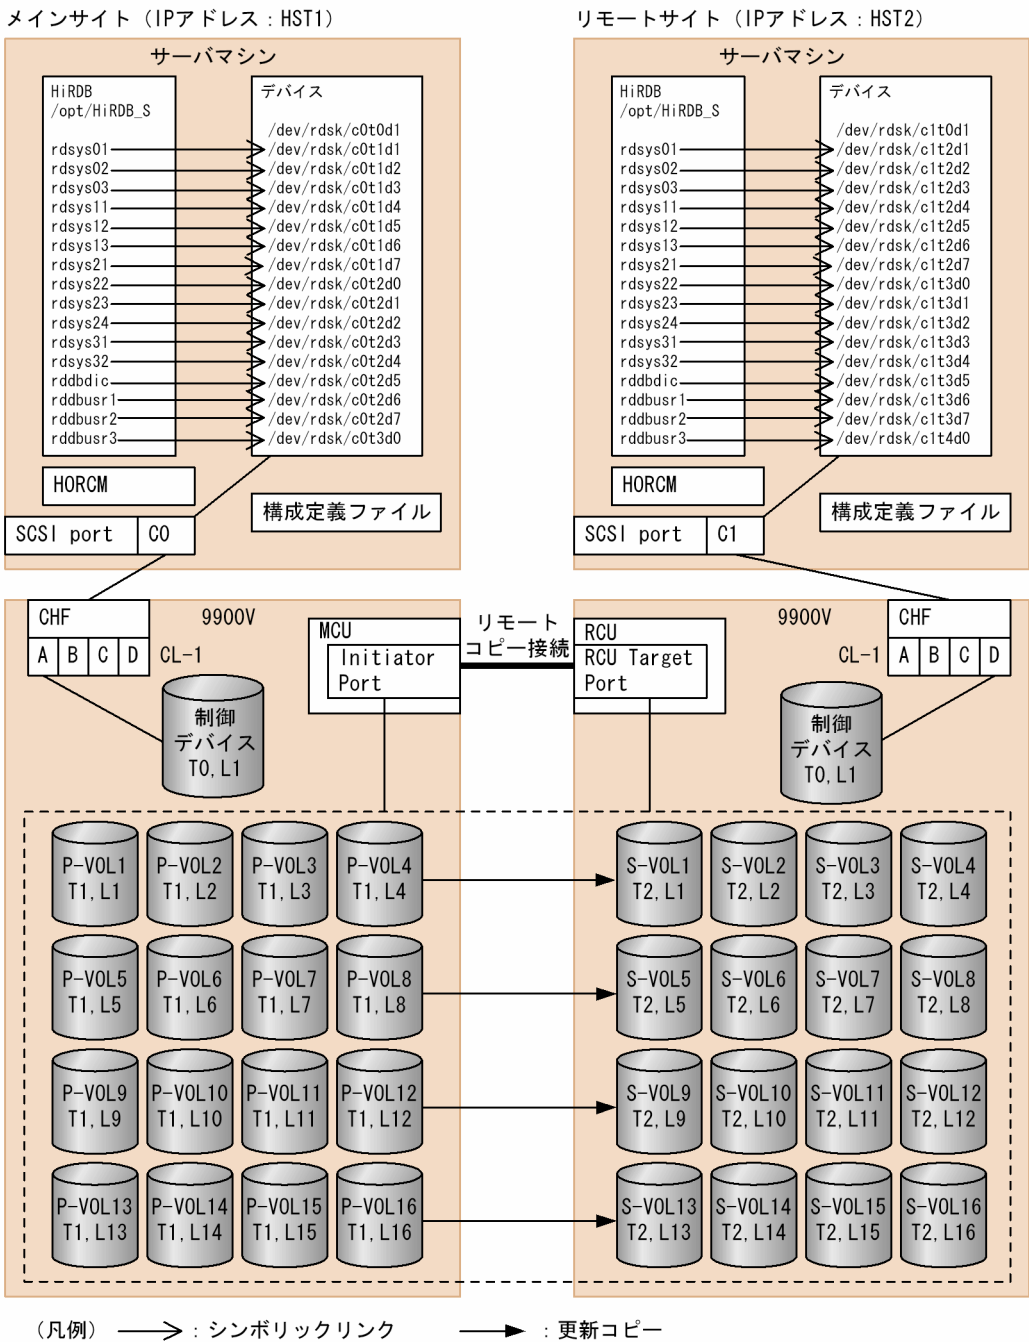 メインサイト（IPアドレス：HST1）
サーバマシン
HiRDB
/opt/HiRDB_S
rdsys01
rdsys02
rdsys03
rdsys11
rdsys12
rdsys13
rdsys21
rdsys22
rdsys23
rdsys24
rdsys31
rdsys32
rddbdic
rddbusr1
rddbusr2
rddbusr3
デバイス
/dev/rdsk/c0t0d1
/dev/rdsk/c0t1d1
/dev/rdsk/c0t1d2
/dev/rdsk/c0t1d3
/dev/rdsk/c0t1d4
/dev/rdsk/c0t1d5
/dev/rdsk/c0t1d6
/dev/rdsk/c0t1d7
/dev/rdsk/c0t2d0
/dev/rdsk/c0t2d1
/dev/rdsk/c0t2d2
/dev/rdsk/c0t2d3
/dev/rdsk/c0t2d4
/dev/rdsk/c0t2d5
/dev/rdsk/c0t2d6
/dev/rdsk/c0t2d7
/dev/rdsk/c0t3d0
HORCM
構成定義ファイル
SCSI port C0
リモートサイト（IPアドレス：HST2）
サーバマシン
HiRDB
/opt/HiRDB_S
rdsys01
rdsys02
rdsys03
rdsys11
rdsys12
rdsys13
rdsys21
rdsys22
rdsys23
rdsys24
rdsys31
rdsys32
rddbdic
rddbusr1
rddbusr2
rddbusr3
デバイス
/dev/rdsk/c1t0d1
/dev/rdsk/c1t2d1
/dev/rdsk/c1t2d2
/dev/rdsk/c1t2d3
/dev/rdsk/c1t2d4
/dev/rdsk/c1t2d5
/dev/rdsk/c1t2d6
/dev/rdsk/c1t2d7
/dev/rdsk/c1t3d0
/dev/rdsk/c1t3d1
/dev/rdsk/c1t3d2
/dev/rdsk/c1t3d3
/dev/rdsk/c1t3d4
/dev/rdsk/c1t3d5
/dev/rdsk/c1t3d6
/dev/rdsk/c1t3d7
/dev/rdsk/c1t4d0
HORCM
構成定義ファイル
SCSI port C1
CHF
A B C D
CL-1
9900V
MCU
Initiator
Port
制御
デバイス
T0,L1
リモート
コピー接続
RCU
RCU Target
Port
9900V
CHF
CL-1
A B C D
制御
デバイス
T0,L1
P-VOL1
T1,L1
P-VOL2
T1,L2
P-VOL3
T1,L3
P-VOL4
T1,L4
S-VOL1
T2,L1
S-VOL2
T2,L2
S-VOL3
T2,L3
S-VOL4
T2,L4
P-VOL5
T1,L5
P-VOL6
T1,L6
P-VOL7
T1,L7
P-VOL8
T1,L8
S-VOL5
T2,L5
S-VOL6
T2,L6
S-VOL7
T2,L7
S-VOL8
T2,L8
P-VOL9
T1,L9
P-VOL10
T1,L10
P-VOL11
T1,L11
P-VOL12
T1,L12
S-VOL9
T2,L9
S-VOL10
T2,L10
S-VOL11
T2,L11
S-VOL12
T2,L12
P-VOL13
T1,L13
P-VOL14
T1,L14
P-VOL15
T1,L15
P-VOL16
T1,L16
S-VOL13
T2,L13
S-VOL14
T2,L14
S-VOL15
T2,L15
S-VOL16
T2,L16
（凡例） ：シンボリックリンク ：更新コピー